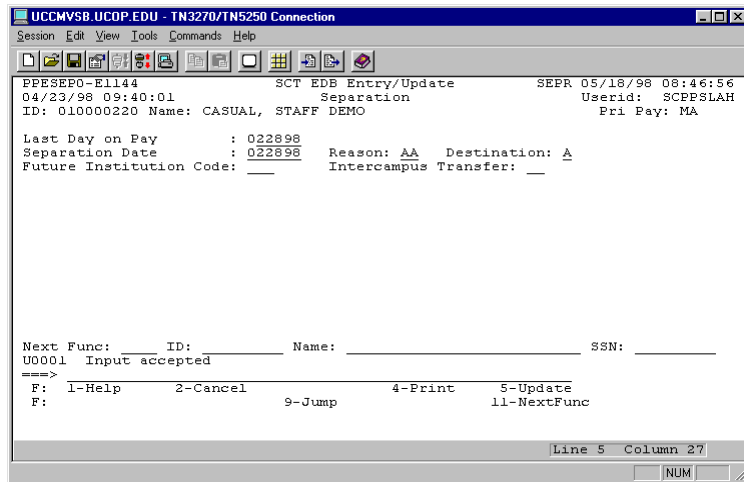 UCCMVSB.UCOP.EDU - TN3270/TN5250 Connection
Session Edit View Tools Commands Help
PPESEP0-E1144 SCT EDB Entry/Update SEPR 05/18/98 08:46:56
04/23/98 09:40:01 Separation Userid: SCPPSLAH
ID: 010000220 Name: CASUAL, STAFF DEMO Pri Pay: MA
Last Day on Pay : 022898
Separation Date : 022898 Reason: AA Destination: A
Future Institution Code: ___ Intercampus Transfer: __
Next Func: ____ ID: _________ Name: __________________________ SSN: _________
U0001 Input accepted
===>
F: 1-Help 2-Cancel 4-Print 5-Update
F: 9-Jump 11-NextFunc
Line 5 Column 27
NUM